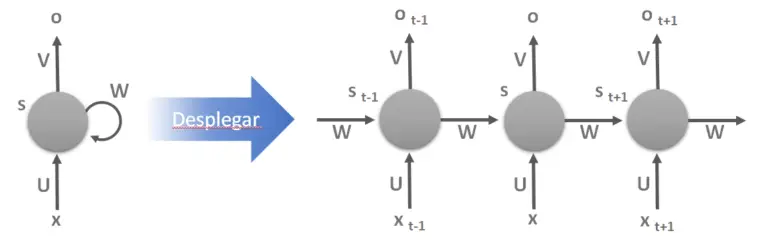 O O t-1 O O t+1
V V V V
S W S t-1 S S t+1
Desplegar
W W W W
U U U U
X X t-1 X X t+1